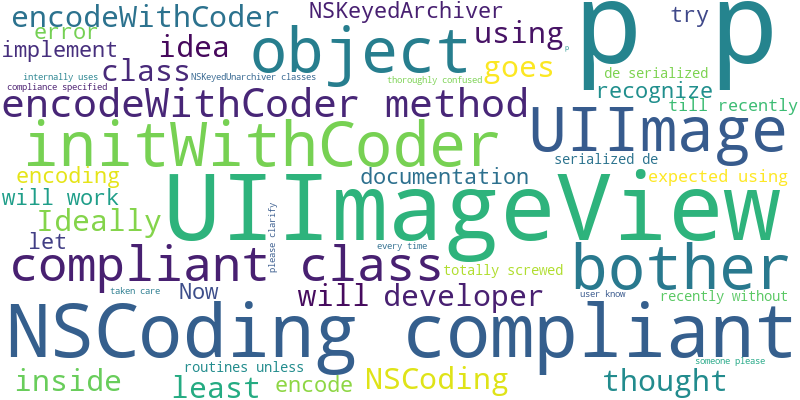 encodeWithCoder NSKeyedArchiver p p try
error
implement idea object using
class goes de serialized
internally uses NSKeyedUnarchiver classes thoroughly confused P
compliance specified recognize
encodeWithCoder method UIImage till recently
initWithCoder
serialized de
encoding UIImageView documentation expected using
will work
Ideally
let please clarify every time
compliant class totally screwed bother
taken care Now will developer user know recently without
NSCoding compliant
routines unless someone please
inside least encode NSCoding thought